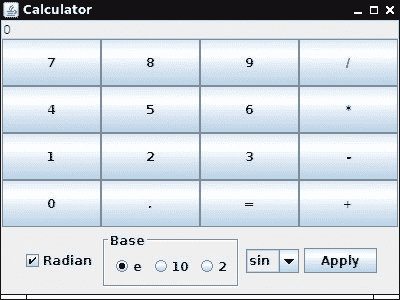 Calculator
0
7 8 9 /
4 5 6 *
1 2 3 -
0 . = +
Base
Radian e 10 2 sin Apply